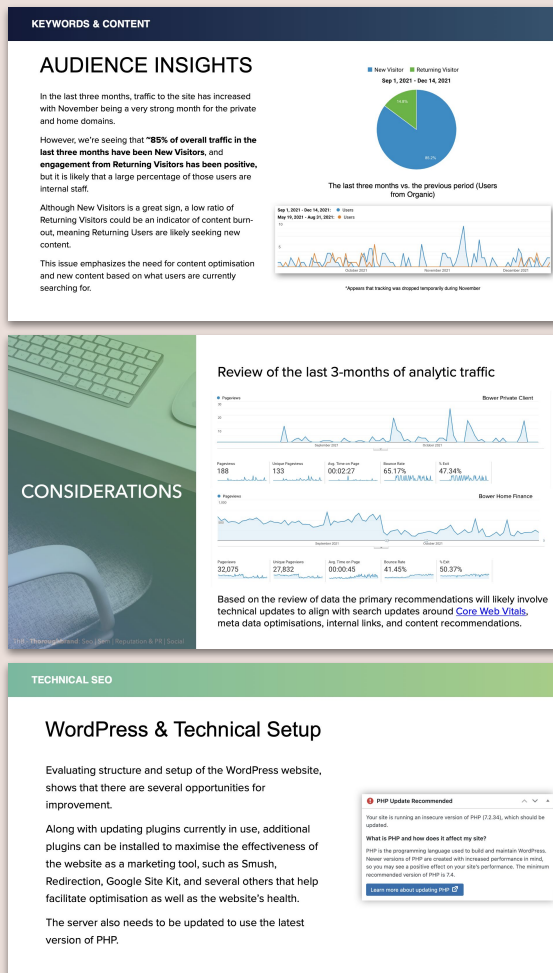 KEYWORDS & CONTENT
AUDIENCE INSIGHTS
In the last three months, traffic to the site has increased
with November being a very strong month for the private
and home domains.
However, we're seeing that ~85% of overall traffic in the
last three months have been New Visitors, and
engagement from Returning Visitors has been positive,
but it is likely that a large percentage of those users are
internal staff.
Although New Visitors is a great sign, a low ratio of
Returning Visitors could be an indicator of content burn-
out, meaning Returning Users are likely seeking new
content.
This issue emphasizes the need for content optimisation
and new content based on what users are currently
searching for.
New Visitor Returning Visitor
Sep 1, 2021 - Dec 14, 2021
14.8%
85.2%
The last three months vs. the previous period (Users
from Organic)
Sep 1, 2021 - Dec 14, 2021: Users
May 19, 2021 - Aug 31, 2021: Users
10
5
October 2021 November 2021 December 2021
*Appears that tracking was dropped temporarily during November
CONSIDERATIONS
Review of the last 3-months of analytic traffic
Pageviews
Bower Private Client
September 2021 October 2021
Pageviews Unique Pageviews Avg. Time on Page Bounce Rate % Exit
188 133 00:02:27 65.17% 47.34%
Pageviews
Bower Home Finance
1,000
September 2021 October 2021
Pageviews Unique Pageviews Avg. Time on Page Bounce Rate % Exit
32,075 27,832 00:00:45 41.45% 50.37%
Based on the review of data the primary recommendations will likely involve
technical updates to align with search updates around Core Web Vitals,
meta data optimisations, internal links, and content recommendations.
Reputation & PR | Social
TECHNICAL SEO
WordPress & Technical Setup
Evaluating structure and setup of the WordPress website,
shows that there are several opportunities for
improvement.
Along with updating plugins currently in use, additional
plugins can be installed to maximise the effectiveness of
the website as a marketing tool, such as Smush,
Redirection, Google Site Kit, and several others that help
facilitate optimisation as well as the website's health.
The server also needs to be updated to use the latest
version of PHP.
PHP Update Recommended
Your site is running an insecure version of PHP (7.2.34), which should be
updated.
What is PHP and how does it affect my site?
PHP is the programming language used to build and maintain WordPress.
Newer versions of PHP are created with increased performance in mind,
so you may see a positive effect on your site's performance. The minimum
recommended version of PHP is 7.4.
Learn more about updating PHP